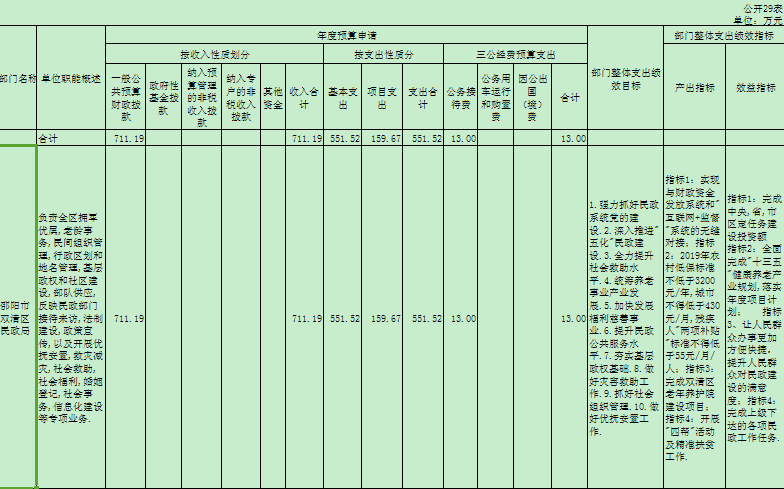 公开29表
单位：万元
年度预算申请
部门整体支出绩效指标
按收入性质划分
按支出性质分
三公经费预算支出
部门名称
单位职能概述
一般公
共预算
财政拨
款
政府性
基金拨
款
纳入预
算管理
的非税
收入拨
款
纳入专
户的非
税收入
拨款
其他
资金
收入合
计
基本支
出
项目支
出
支出合
计
公务接
待费
公务用
车运行
和购置
费
因公出
国
（境）
费
合计
部门整体支出绩
效目标
产出指标
效益指标
合计
711.19
711.19
551.52
159.67
551.52
13.00
13.00
邵阳市
双清区
民政局
负责全区拥军
优属,老龄事
务,民间组织管
理,行政区划和
地名管理,基层
政权和社区建
设,部队供应,
反映民政部门
接待来访,法制
建设,政策宣
传,以及开展优
抚安置,救灾减
灾,社会救助,
社会福利,婚姻
登记,社会事
务,信息化建设
等专项业务.
711.19
711.19
551.52
159.67
551.52
13.00
13.00
1.强力抓好民政
系统党的建
设.2.深入推进"
五化"民政建
设.3.全力提升
社会救助水
平.4.统筹养老
事业产业发
展.5.加快发展
福利慈善事
业.6.提升民政
公共服务水
平.7.夯实基层
政权基础.8.做
好灾害救助工
作.9.抓好社会
组织管理.10.做
好优抚安置工
作.
指标1：实现
与财政资金
发放系统和"
互联网+监督
"系统的无缝
对接；指标
2：2019年农
村低保标准
不低于3200
元/年,城市
不得低于430
元/月,残疾
人"两项补贴
"标准不得低
于55元/月/
人；指标3：
完成双清区
老年养护院
建设项目；
指标4：开展
"四帮"活动
及精准扶贫
工作.
指标1：完成
中央,省,市
区定任务建
设投资额
指标2：全面
完成"十三五
"健康养老产
业规划,落实
年度项目计
划； 指标
3、让人民群
众办事更加
方便快捷,
提升人民群
众对民政建
设的满意
度；指标4：
完成上级下
达的各项民
政工作任务.